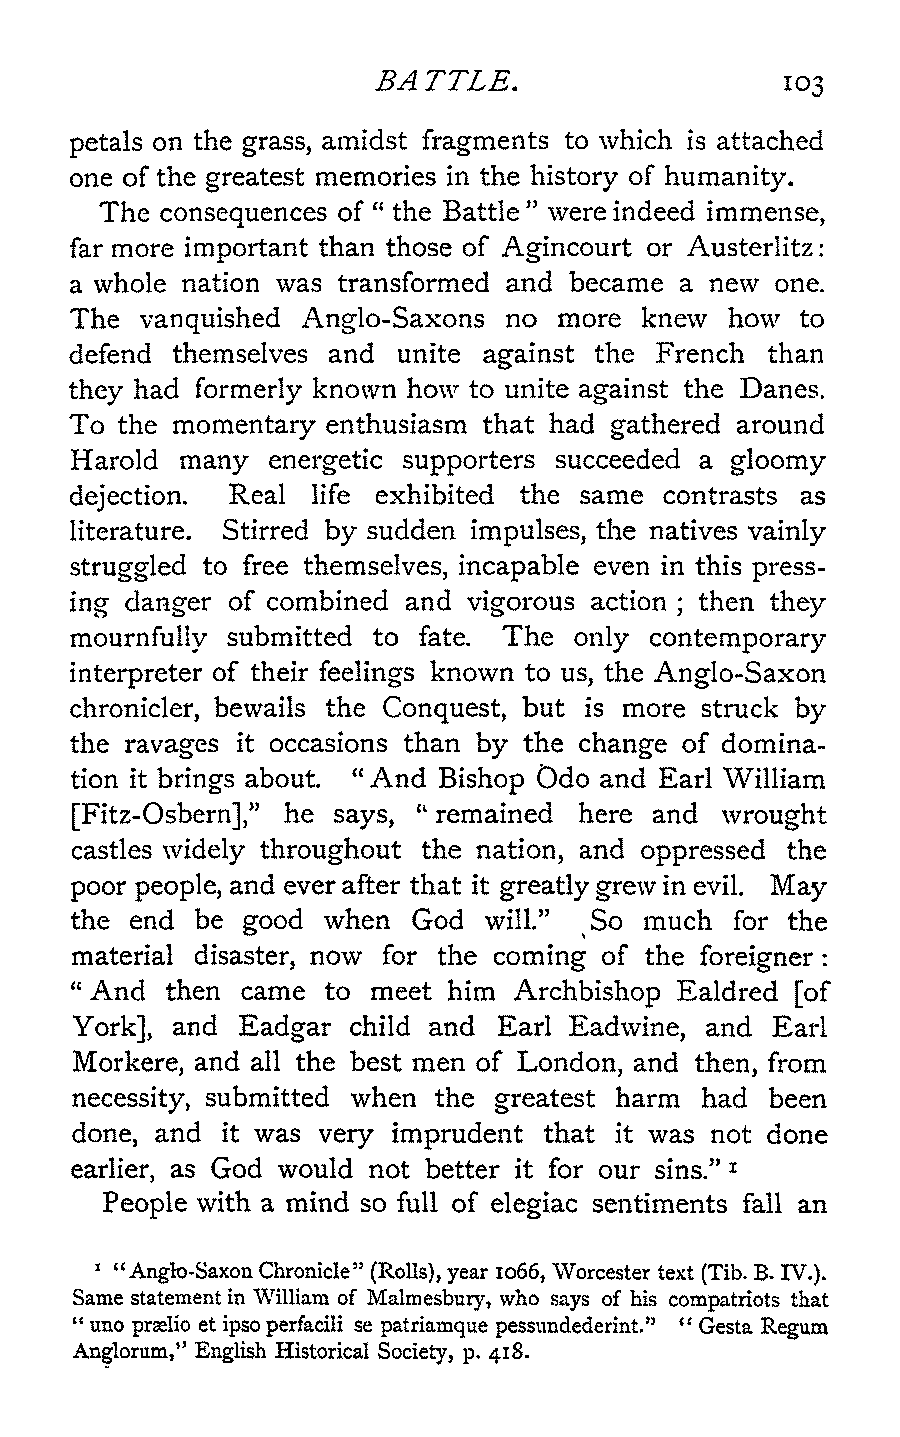 BATTLE. 103
petals on the grass, amidst fragments to which is attached
one of the greatest memories in the history of humanity.
The consequences of " the Battle " were indeed immense,
far more important than those of Agincourt or Austerlitz:
a whole nation was transformed and became a new one.
The vanquished Anglo-Saxons no more knew how to
defend themselves and unite against the French than
they had formerly known how to unite against the Danes.
To the momentary enthusiasm that had gathered around
Harold many energetic supporters succeeded a gloomy
dejection. Real life exhibited the same contrasts as
literature. Stirred by sudden impulses, the natives vainly
struggled to free themselves, incapable even in this press-
ing danger of combined and vigorous action ; then they
mournfully submitted to fate. The only contemporary
interpreter of their feelings known to us, the Anglo-Saxon
chronicler, bewails the Conquest, but is more struck by
the ravages it occasions than by the change of domina-
tion it brings about. " And Bishop Odo and Earl William
[Fitz-Osbern]," he says, " remained here and wrought
castles widely throughout the nation, and oppressed the
poor people, and ever after that it greatly grew in evil. May
the end be good when God will." So much for the
material disaster, now for the coming of the foreigner :
" And then came to meet him Archbishop Ealdred [of
York], and Eadgar child and Earl Eadwine, and Earl
Morkere, and all the best men of London, and then, from
necessity, submitted when the greatest harm had been
done, and it was very imprudent that it was not done
earlier, as God would not better it for our sins." ¹
People with a mind so full of elegiac sentiments fall an
¹ "Anglo-Saxon Chronicle" (Rolls), year 1066, Worcester text (Tib. B. IV.).
Same statement in William of Malmesbury, who says of his compatriots that
" uno prælio et ipso perfacili se patriamque pessundederint." " Gesta Regum
Anglorum," English Historical Society, p. 418.